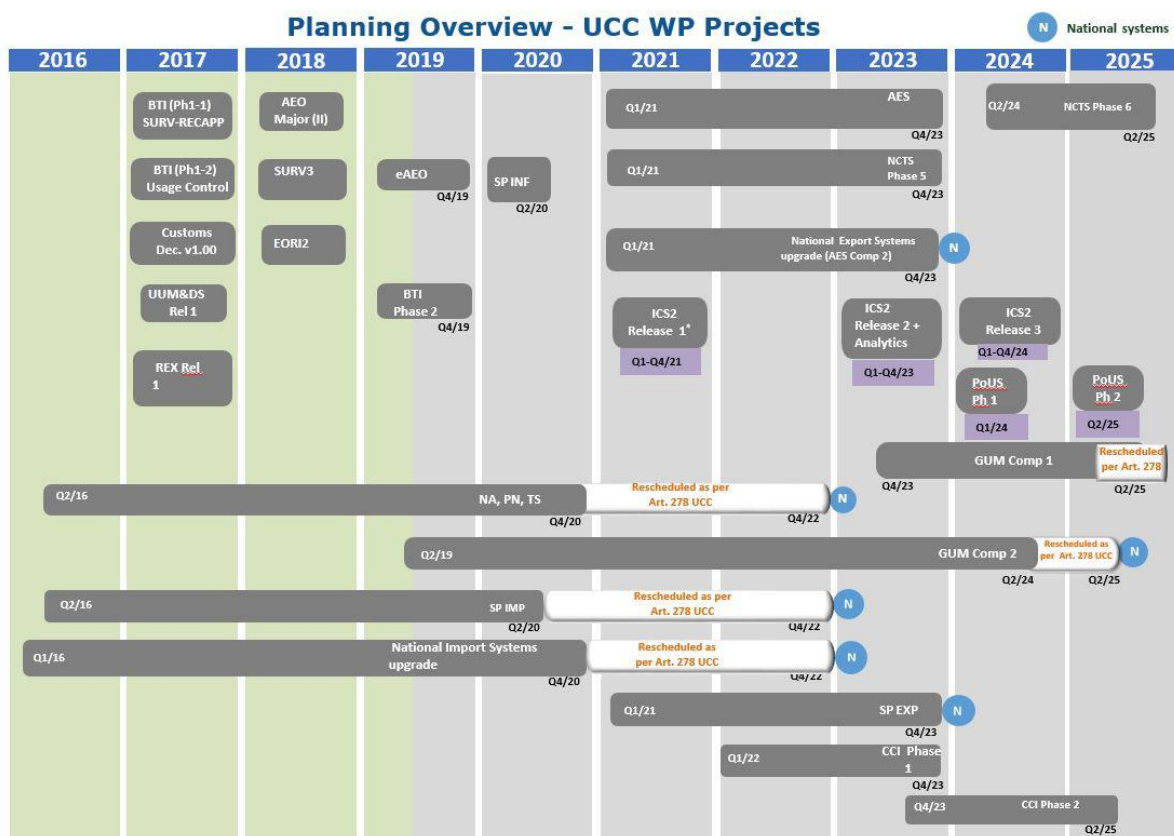 Planning Overview - UCC WP Projects
N National systems
2016 2017 2018 2019 2020 2021 2022 2023 2024 2025
BTI (Ph1-1)
SURV-RECAPP
AEO
Major (II)
Q1/21 AES
Q4/23
Q2/24 NCTS Phase 6
Q2/25
BTI (Ph1-2)
Usage Control
SURV3
eAEO
Q4/19
SP INF
Q2/20
Q1/21 NCTS
Phase 5
Q4/23
Customs
Dec. v1.00
EORI2
Q1/21 National Export Systems
upgrade (AES Comp 2)
Q4/23
N
UUM&DS
Rel 1
BTI
Phase 2
Q4/19
ICS2
Release 1*
Q1-Q4/21
ICS2
Release 2 +
Analytics
Q1-Q4/23
ICS2
Release 3
Q1-Q4/24
REX Rel
1
PoUS
Ph 1
Q1/24
PoUS
Ph 2
Q2/25
GUM Comp 1
Q4/23
Rescheduled
per Art. 278
Q2/25
Q2/16 NA, PN, TS
Q4/20
Rescheduled as per
Art. 278 UCC
Q4/22
N
Q2/19 GUM Comp 2
Q2/24
Rescheduled as
per Art. 278 UCC
Q2/25
N
Q2/16 SP IMP
Q2/20
Rescheduled as per
Art. 278 UCC
Q4/22
N
Q1/16 National Import Systems
upgrade
Q4/20
Rescheduled as
per Art. 278 UCC
Q4/22
N
Q1/21 SP EXP
Q4/23
N
Q1/22 CCI Phase
1
Q4/23
Q4/23 CCI Phase 2
Q2/25